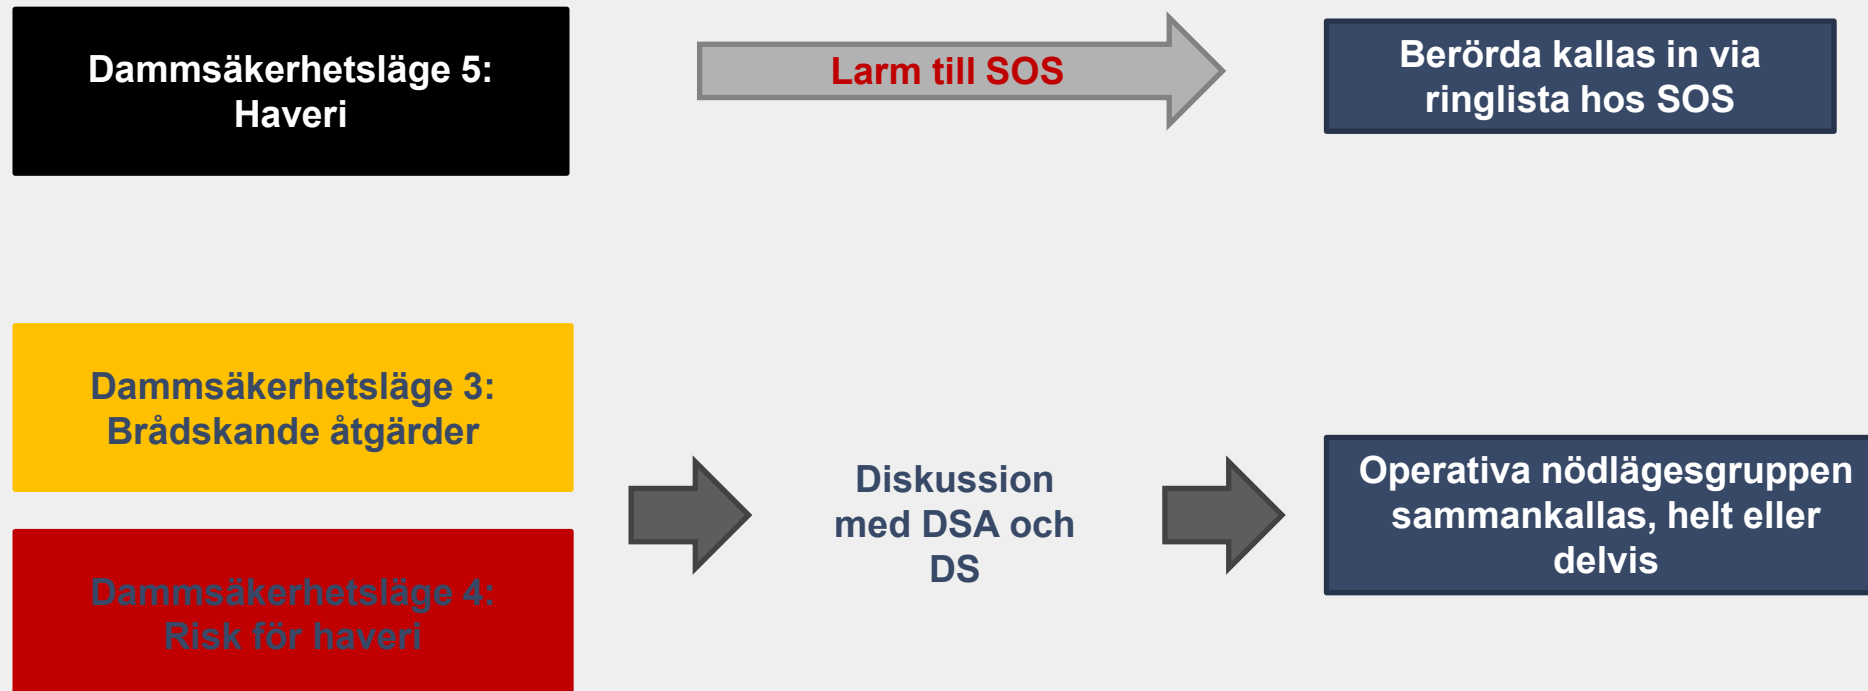 Dammsäkerhetsläge 5:
Haveri
Larm till SOS
Berörda kallas in via
ringlista hos SOS
Dammsäkerhetsläge 3:
Brådskande åtgärder
Dammsäkerhetsläge 4:
Risk för haveri
Diskussion
med DSA och
DS
Operativa nödlägesgruppen
sammankallas, helt eller
delvis